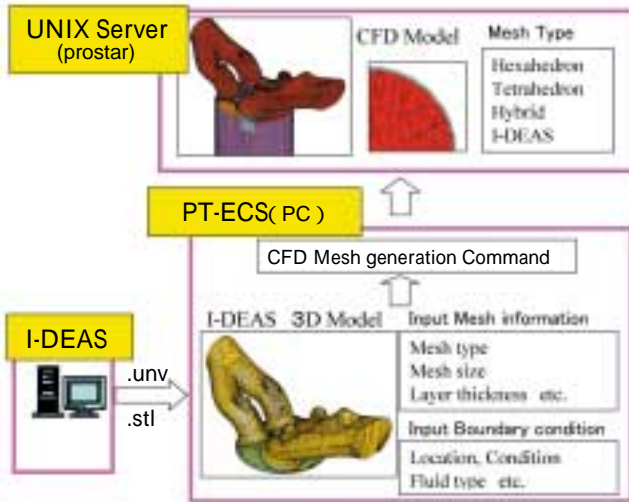 UNIX Server
(prostar)
CFD Model
Mesh Type
Hexahedron
Tetrahedron
Hybrid
I-DEAS
PT-ECS( PC )
CFD Mesh generation Command
I-DEAS
.unv
.stl
I-DEAS 3D Model
Input Mesh information
Mesh type
Mesh size
Layer thickness etc.
Input Boundary condition
Location, Condition
Fluid type etc.